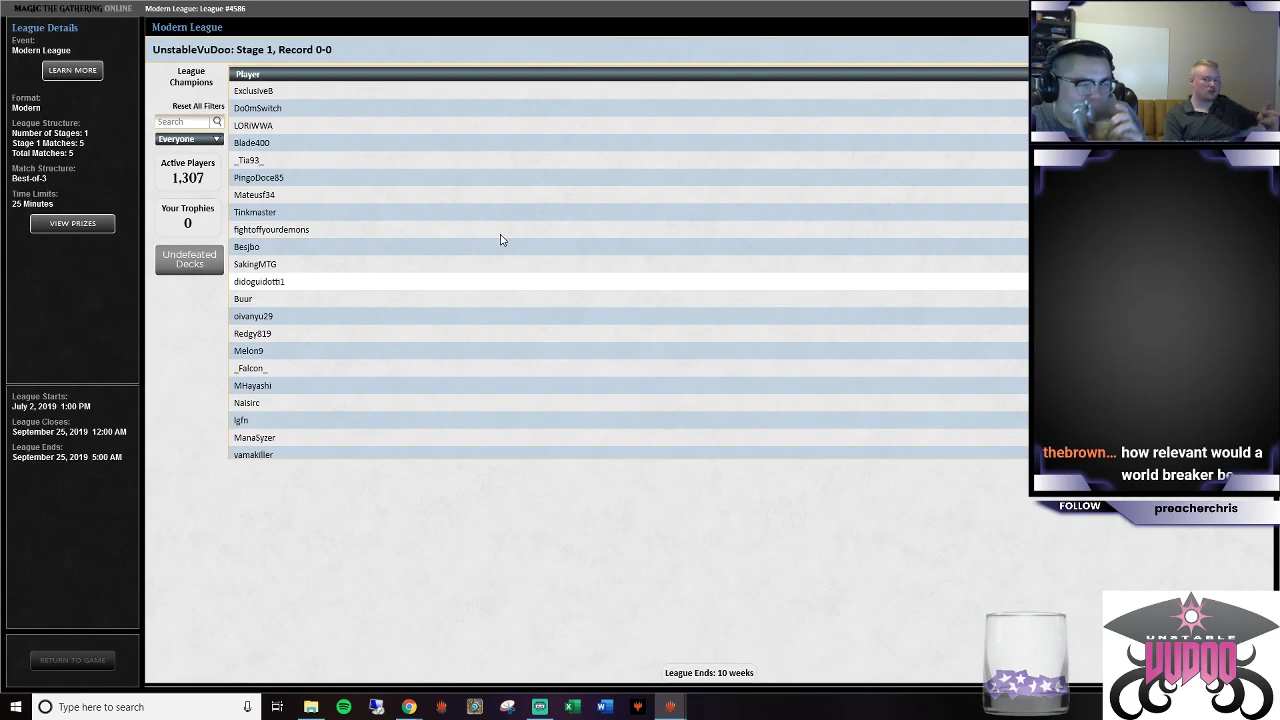 MAGIC THE GATHERING ONLINE
Modern League: League #4586
League Details
Event:
Modern League
LEARN MORE
Format:
Modern
League Structure:
Number of Stages: 1
Stage 1 Matches: 5
Total Matches: 5
Match Structure:
Best-of-3
Time Limits:
25 Minutes
VIEW PRIZES
League Starts:
July 2, 2019 1:00 PM
League Closes:
September 25, 2019 12:00 AM
League Ends:
September 25, 2019 5:00 AM
RETURN TO GAME
Modern League
UnstableVuDoo: Stage 1, Record 0-0
League
Champions
Reset All Filters
Search
Everyone
Active Players
1,307
Your Trophies
0
Undefeated
Decks
Player
ExclusiveB
Do0mSwitch
LORiWWA
Blade400
_Tia93_
PingoDoce85
Mateusf34
Tinkmaster
fightoffyourdemons
Besjbo
SakingMTG
didoguidotti1
Buur
oivanyu29
Redgy819
Melon9
_Falcon_
MHayashi
Nalsirc
lgfn
ManaSyzer
yamakiller
League Ends: 10 weeks
thebrown... how relevant would a
world breaker be
FOLLOW
preacherchris
UNSTABLE
VUDOO
Type here to search